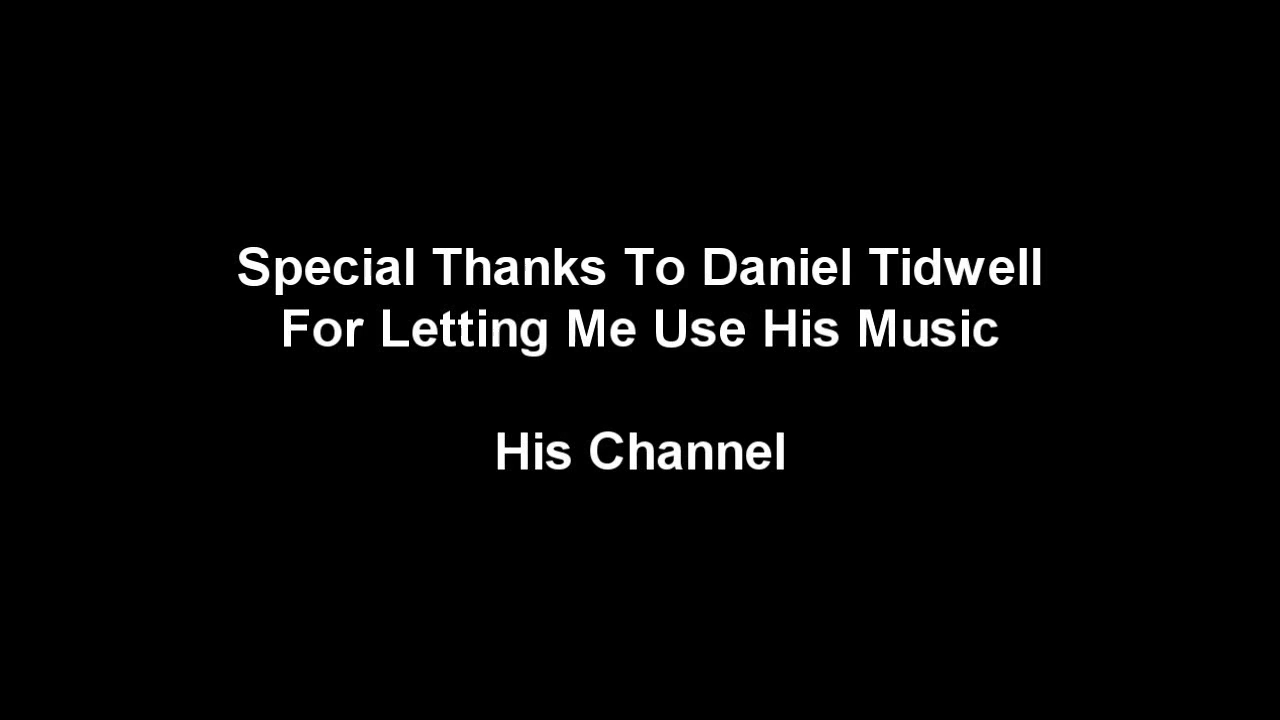 Special Thanks To Daniel Tidwell
For Letting Me Use His Music
His Channel